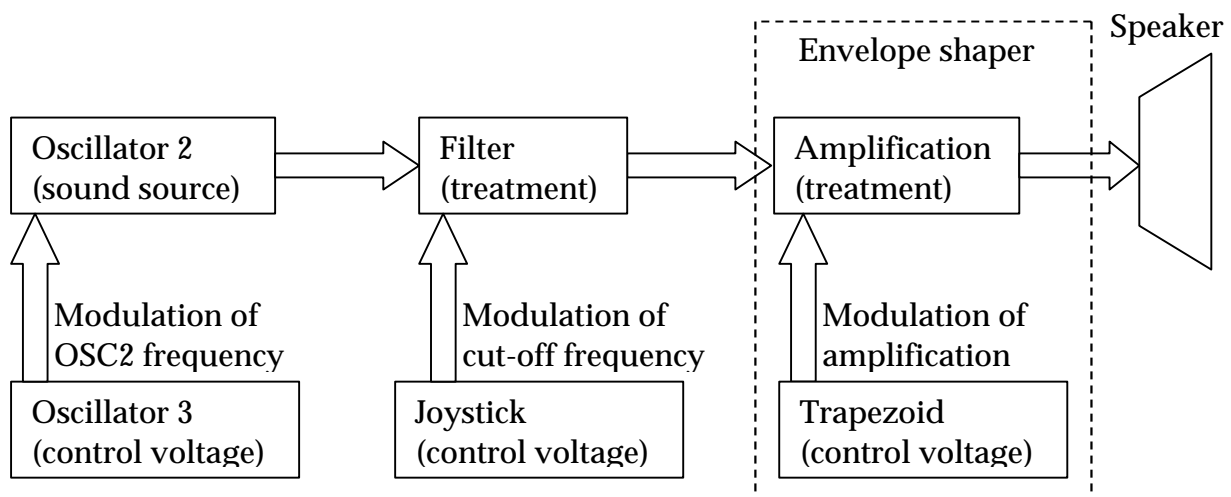 Speaker
Envelope shaper
Oscillator 2
(sound source)
Filter
(treatment)
Amplification
(treatment)
Modulation of
OSC2 frequency
Modulation of
cut-off frequency
Modulation of
amplification
Oscillator 3
(control voltage)
Joystick
(control voltage)
Trapezoid
(control voltage)